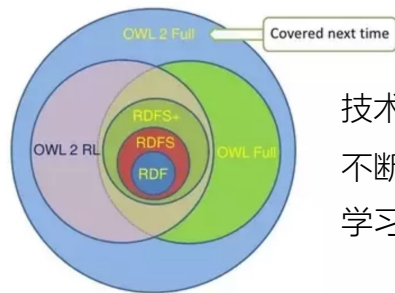 OWL 2 Full
Covered next time
RDFS+
OWL 2 RL
RDFS
OWL Full
RDF
技术
不断
学习